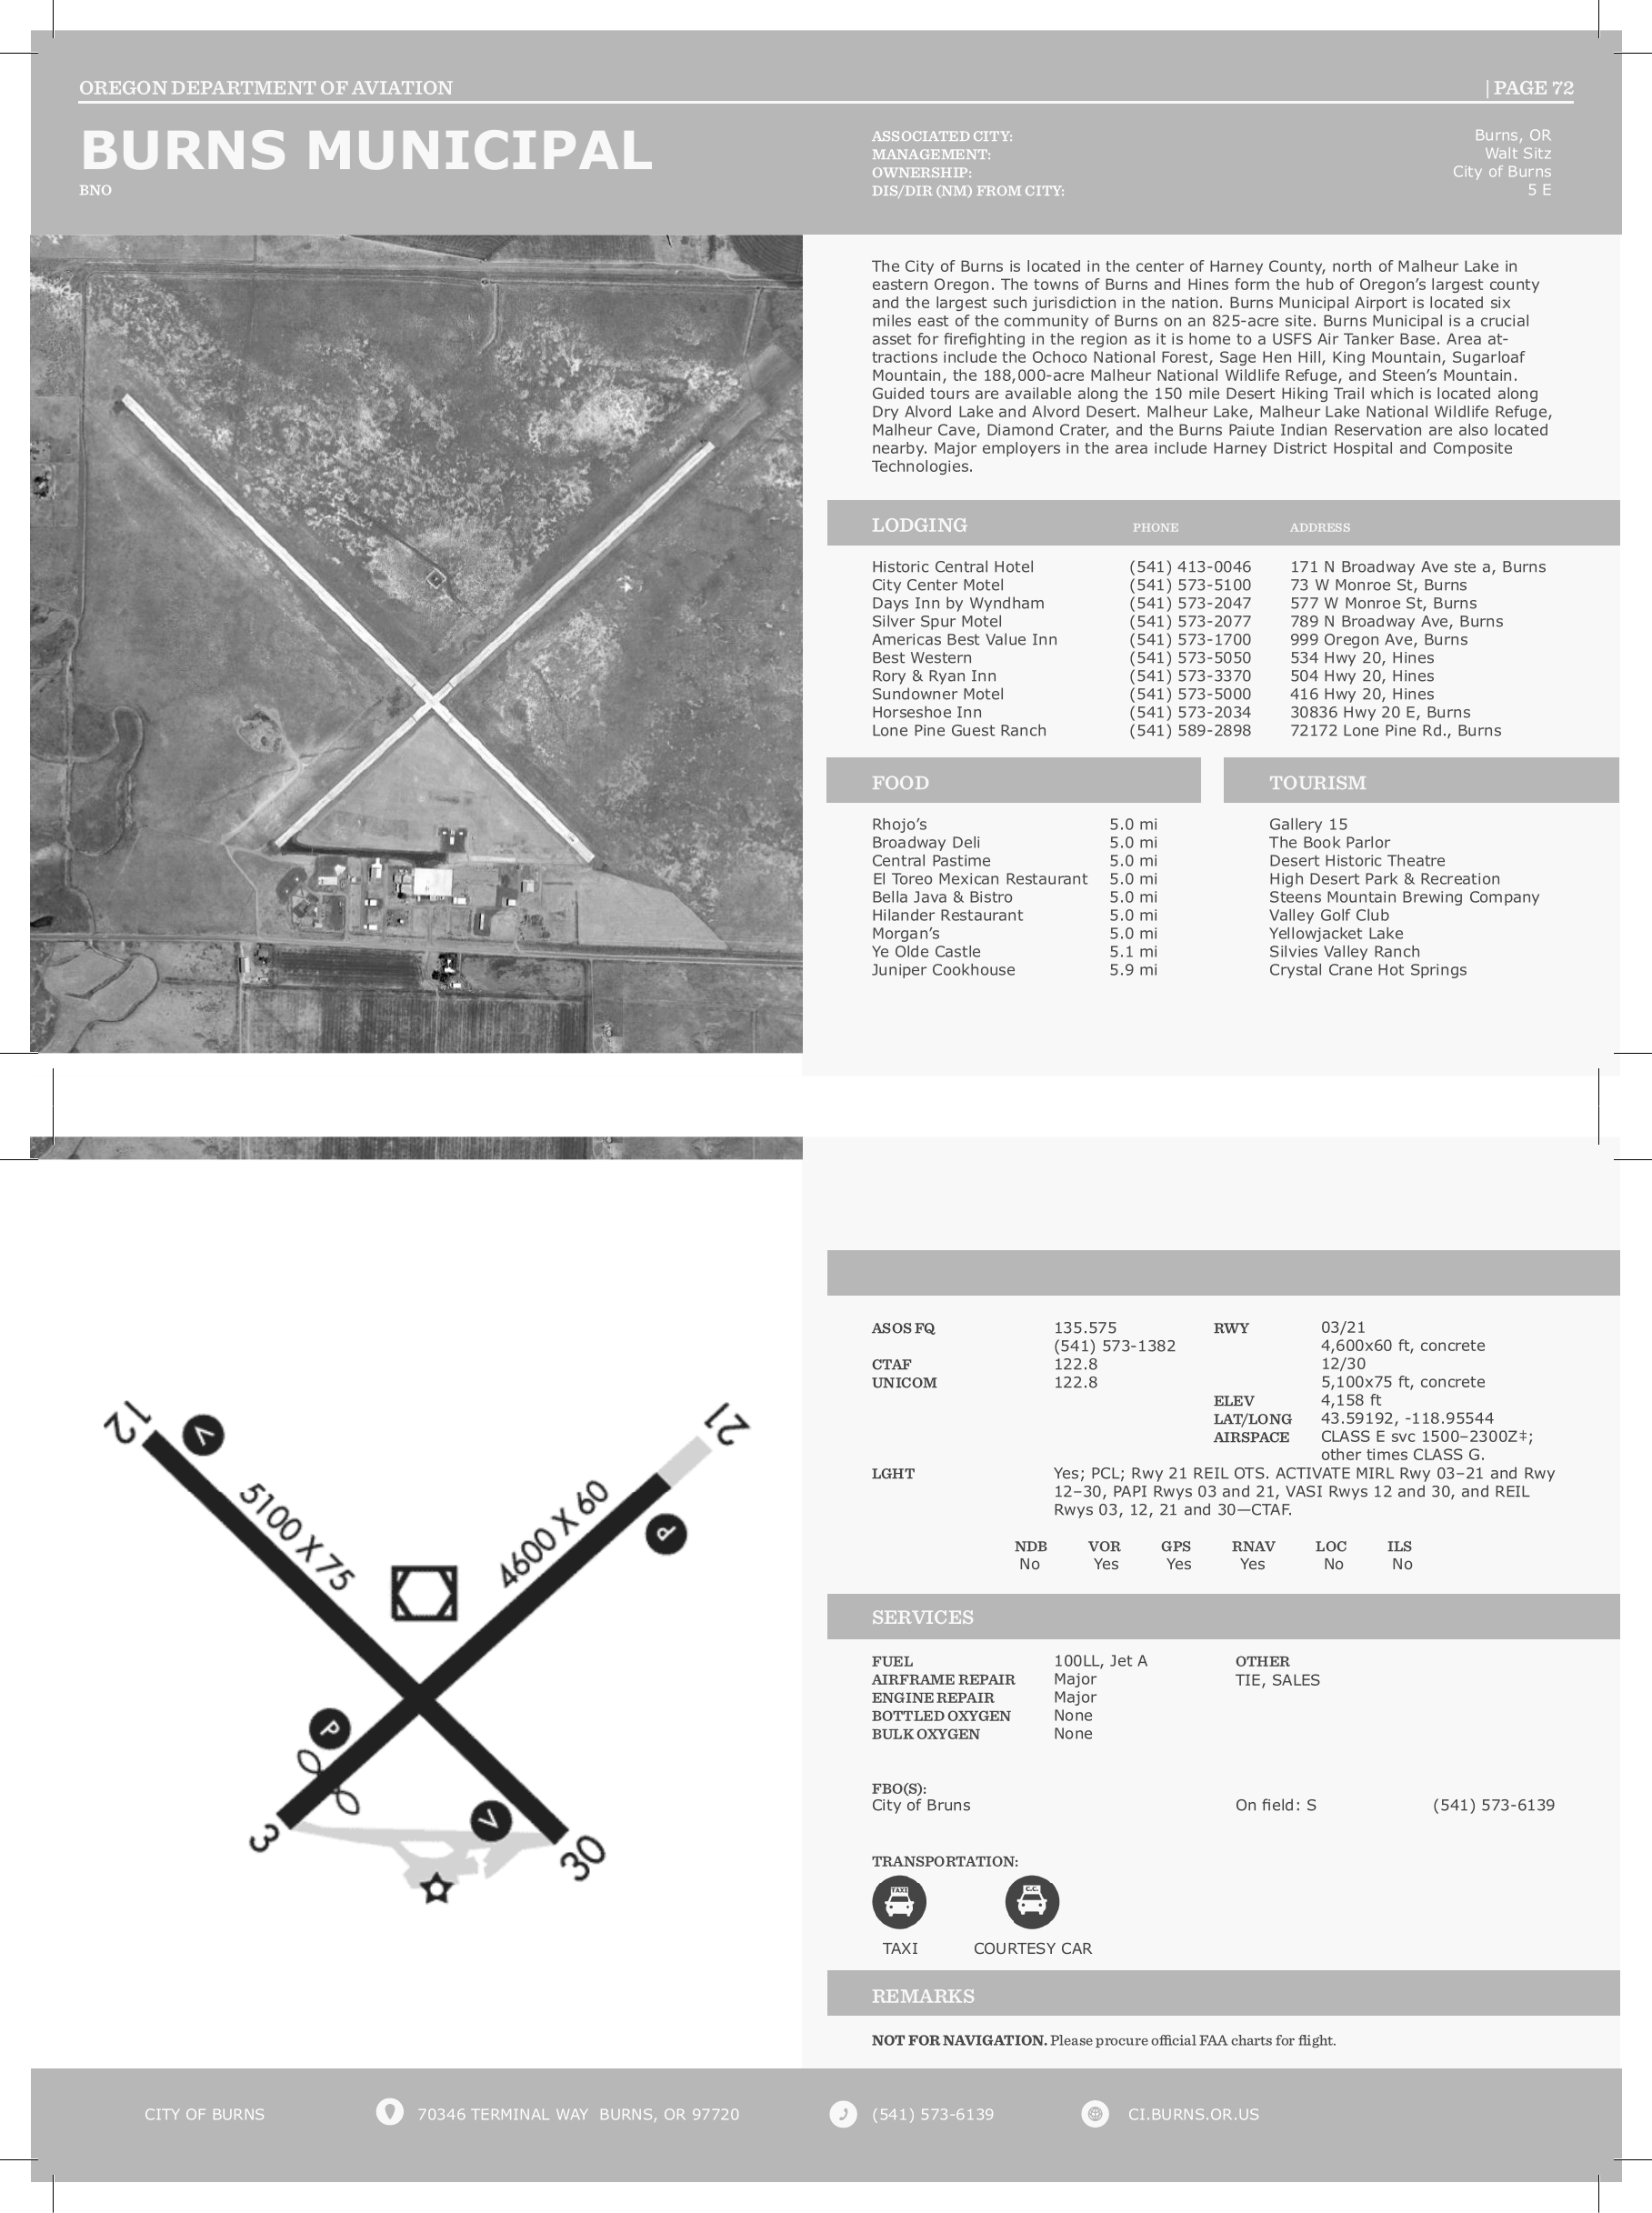 OREGON DEPARTMENT OF AVIATION
| PAGE 72
BURNS MUNICIPAL
BNO
ASSOCIATED CITY: Burns, OR
MANAGEMENT: Walt Sitz
OWNERSHIP: City of Burns
DIS/DIR (NM) FROM CITY: 5 E
The City of Burns is located in the center of Harney County, north of Malheur Lake in
eastern Oregon. The towns of Burns and Hines form the hub of Oregon’s largest county
and the largest such jurisdiction in the nation. Burns Municipal Airport is located six
miles east of the community of Burns on an 825-acre site. Burns Municipal is a crucial
asset for firefighting in the region as it is home to a USFS Air Tanker Base. Area at-
tractions include the Ochoco National Forest, Sage Hen Hill, King Mountain, Sugarloaf
Mountain, the 188,000-acre Malheur National Wildlife Refuge, and Steen’s Mountain.
Guided tours are available along the 150 mile Desert Hiking Trail which is located along
Dry Alvord Lake and Alvord Desert. Malheur Lake, Malheur Lake National Wildlife Refuge,
Malheur Cave, Diamond Crater, and the Burns Paiute Indian Reservation are also located
nearby. Major employers in the area include Harney District Hospital and Composite
Technologies.
LODGING PHONE ADDRESS
Historic Central Hotel (541) 413-0046 171 N Broadway Ave ste a, Burns
City Center Motel (541) 573-5100 73 W Monroe St, Burns
Days Inn by Wyndham (541) 573-2047 577 W Monroe St, Burns
Silver Spur Motel (541) 573-2077 789 N Broadway Ave, Burns
Americas Best Value Inn (541) 573-1700 999 Oregon Ave, Burns
Best Western (541) 573-5050 534 Hwy 20, Hines
Rory & Ryan Inn (541) 573-3370 504 Hwy 20, Hines
Sundowner Motel (541) 573-5000 416 Hwy 20, Hines
Horseshoe Inn (541) 573-2034 30836 Hwy 20 E, Burns
Lone Pine Guest Ranch (541) 589-2898 72172 Lone Pine Rd., Burns
FOOD
Rhojo’s 5.0 mi
Broadway Deli 5.0 mi
Central Pastime 5.0 mi
El Toreo Mexican Restaurant 5.0 mi
Bella Java & Bistro 5.0 mi
Hilander Restaurant 5.0 mi
Morgan’s 5.0 mi
Ye Olde Castle 5.1 mi
Juniper Cookhouse 5.9 mi
TOURISM
Gallery 15
The Book Parlor
Desert Historic Theatre
High Desert Park & Recreation
Steens Mountain Brewing Company
Valley Golf Club
Yellowjacket Lake
Silvies Valley Ranch
Crystal Crane Hot Springs
12
V
5100 X 75
21
P
4600 X 60
P
3
V
30
ASOS FQ 135.575
(541) 573-1382
CTAF 122.8
UNICOM 122.8
RWY 03/21
4,600x60 ft, concrete
12/30
5,100x75 ft, concrete
ELEV 4,158 ft
LAT/LONG 43.59192, -118.95544
AIRSPACE CLASS E svc 1500–2300Z‡;
other times CLASS G.
LGHT Yes; PCL; Rwy 21 REIL OTS. ACTIVATE MIRL Rwy 03–21 and Rwy
12–30, PAPI Rwys 03 and 21, VASI Rwys 12 and 30, and REIL
Rwys 03, 12, 21 and 30—CTAF.
NDB VOR GPS RNAV LOC ILS
No Yes Yes Yes No No
SERVICES
FUEL 100LL, Jet A
AIRFRAME REPAIR Major
ENGINE REPAIR Major
BOTTLED OXYGEN None
BULK OXYGEN None
OTHER
TIE, SALES
FBO(S):
City of Bruns On field: S (541) 573-6139
TRANSPORTATION:
TAXI C.C.
TAXI COURTESY CAR
REMARKS
NOT FOR NAVIGATION. Please procure official FAA charts for flight.
CITY OF BURNS 70346 TERMINAL WAY BURNS, OR 97720 (541) 573-6139 CI.BURNS.OR.US